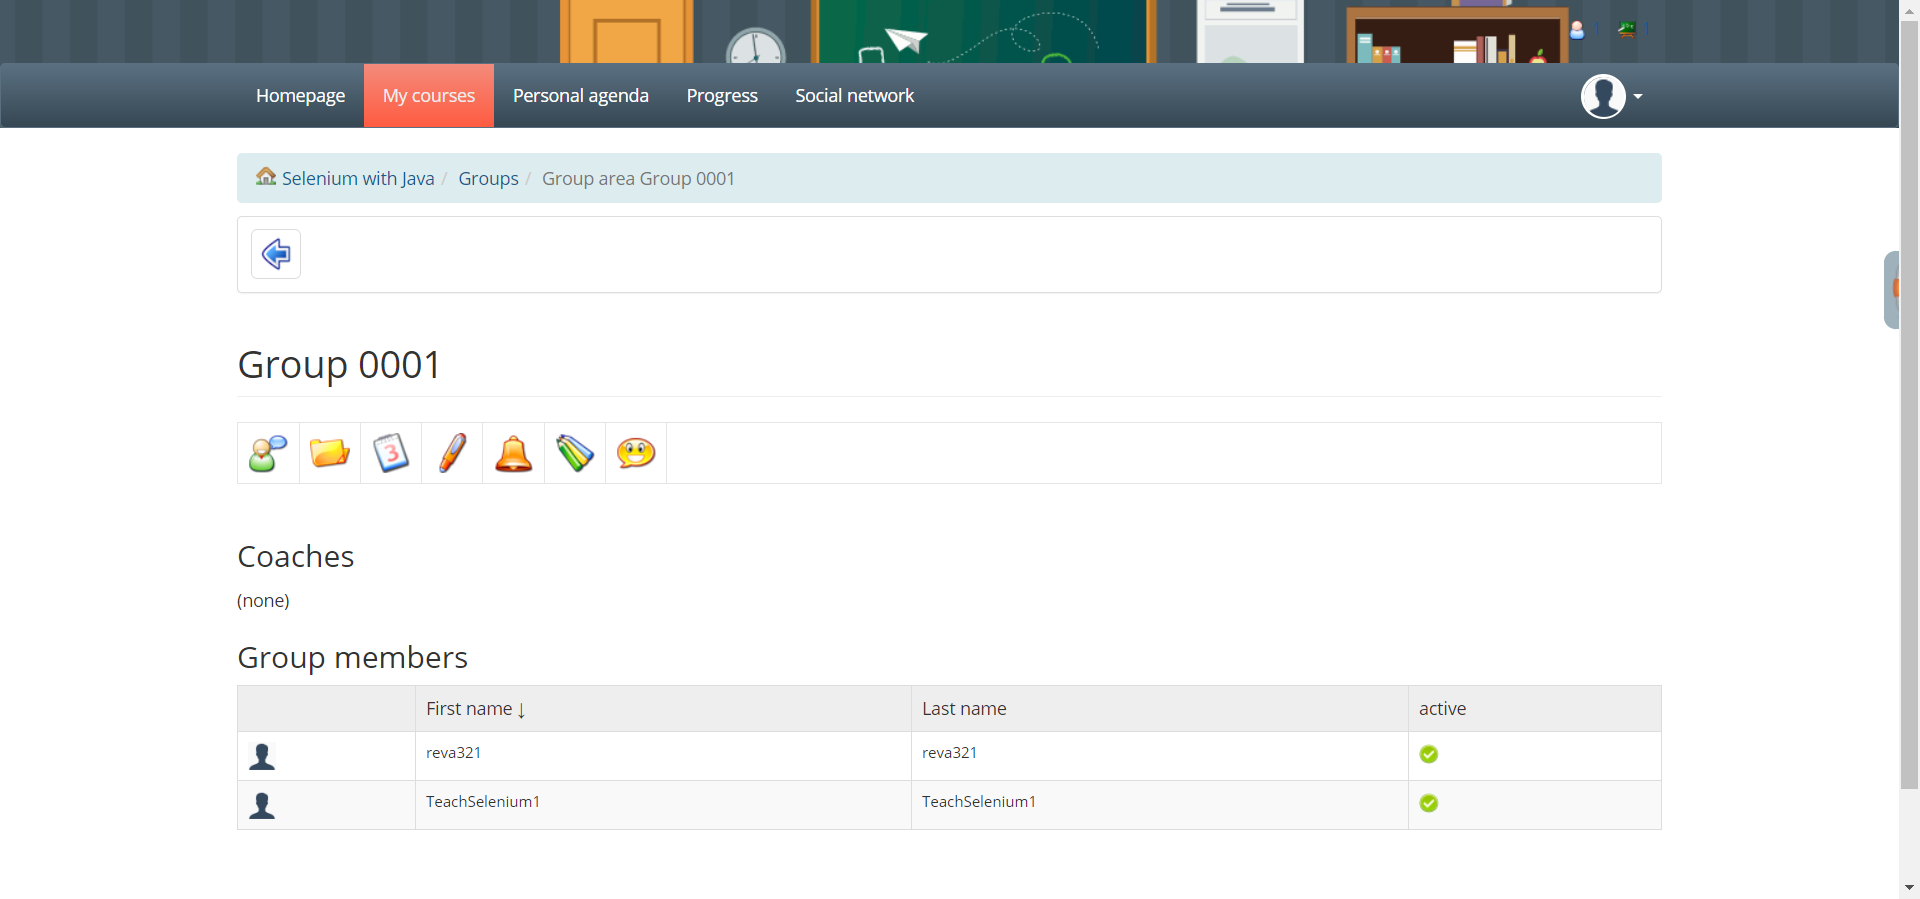 Homepage My courses Personal agenda Progress Social network
Selenium with Java / Groups / Group area Group 0001
Group 0001
3
Coaches
(none)
Group members
First name ↓ Last name active
reva321 reva321
TeachSelenium1 TeachSelenium1